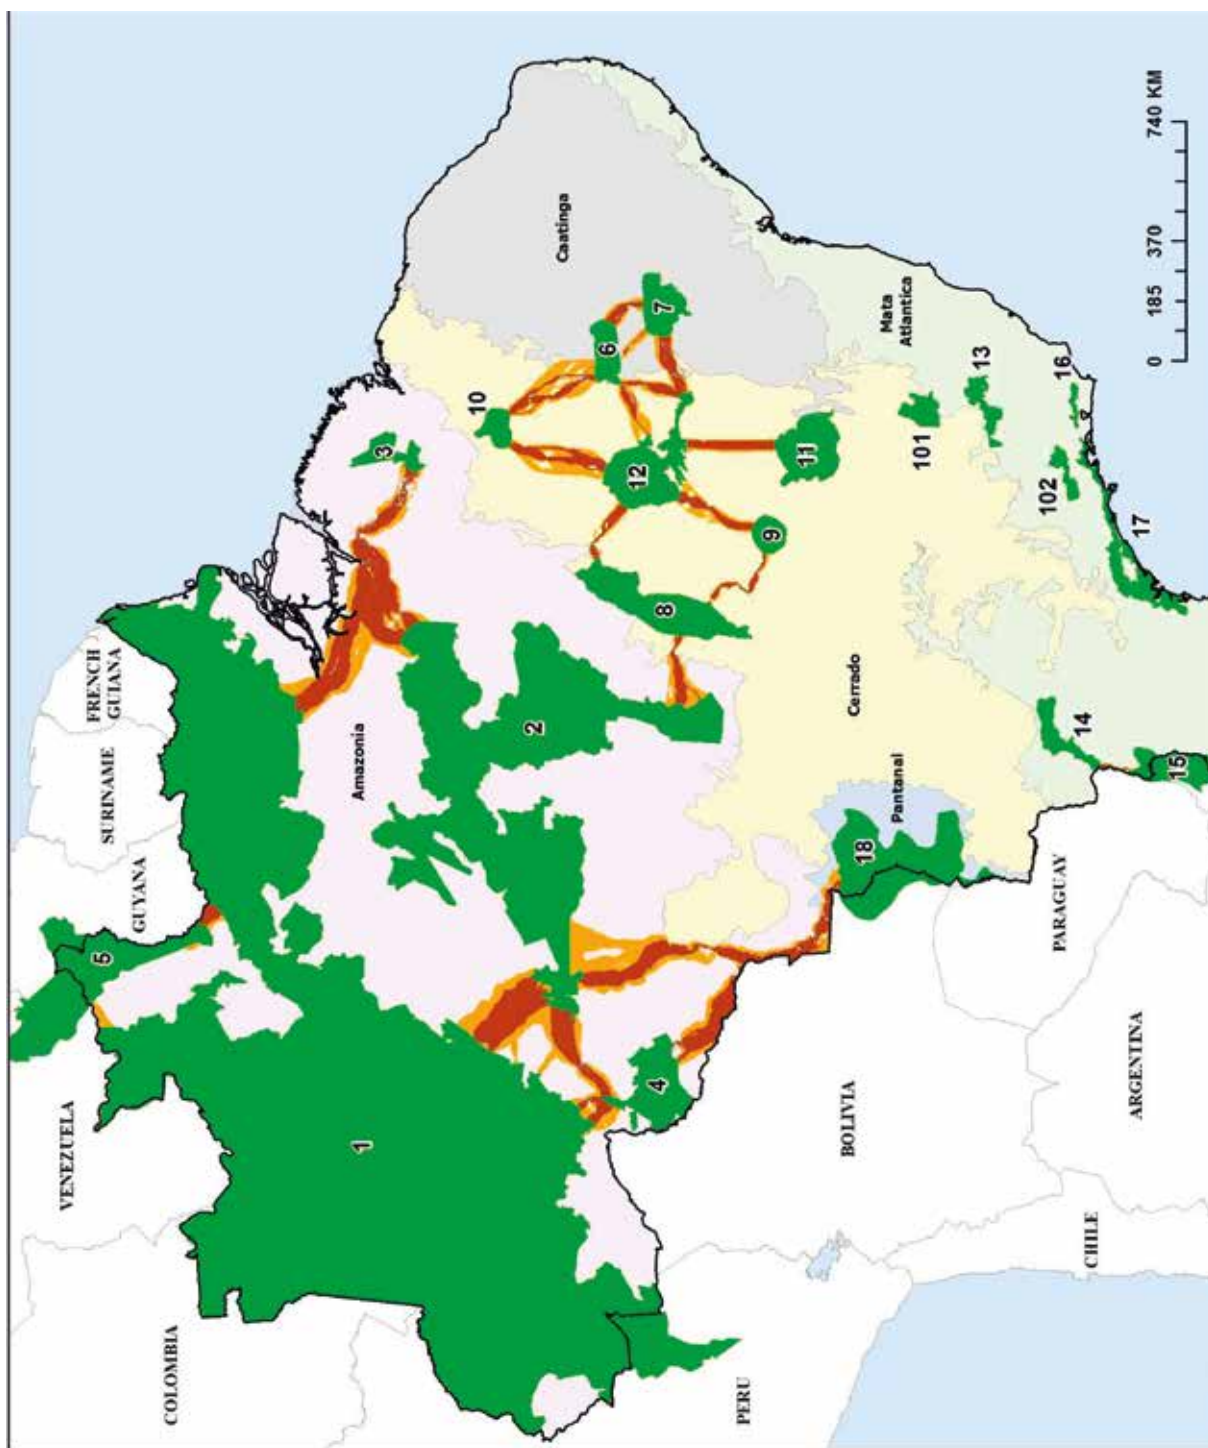 VENEZUELA
COLOMBIA
GUYANA
SURINAME
FRENCH
GUIANA
5
1
Amazonia
3
2
4
10
Caatinga
6
7
12
8
9
11
Cerrado
Pantanal
18
Mata
Atlantica
101
13
102
16
17
14
15
PERU
BOLIVIA
PARAGUAY
CHILE
ARGENTINA
0 185 370 740 KM